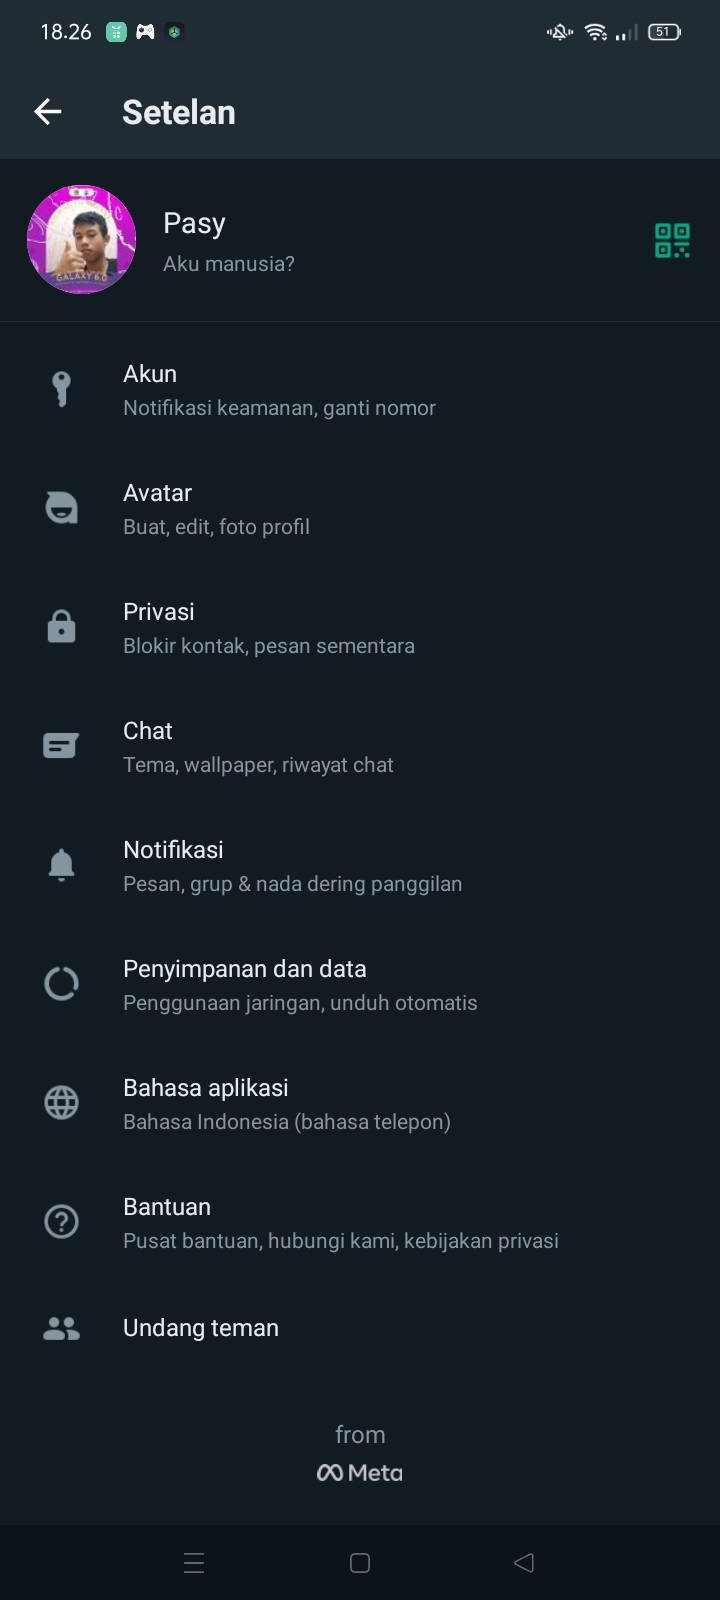 18.26
51
Setelan
GALAXY 6.0
Pasy
Aku manusia?
Akun
Notifikasi keamanan, ganti nomor
Avatar
Buat, edit, foto profil
Privasi
Blokir kontak, pesan sementara
Chat
Tema, wallpaper, riwayat chat
Notifikasi
Pesan, grup & nada dering panggilan
Penyimpanan dan data
Penggunaan jaringan, unduh otomatis
Bahasa aplikasi
Bahasa Indonesia (bahasa telepon)
Bantuan
Pusat bantuan, hubungi kami, kebijakan privasi
Undang teman
from
Meta